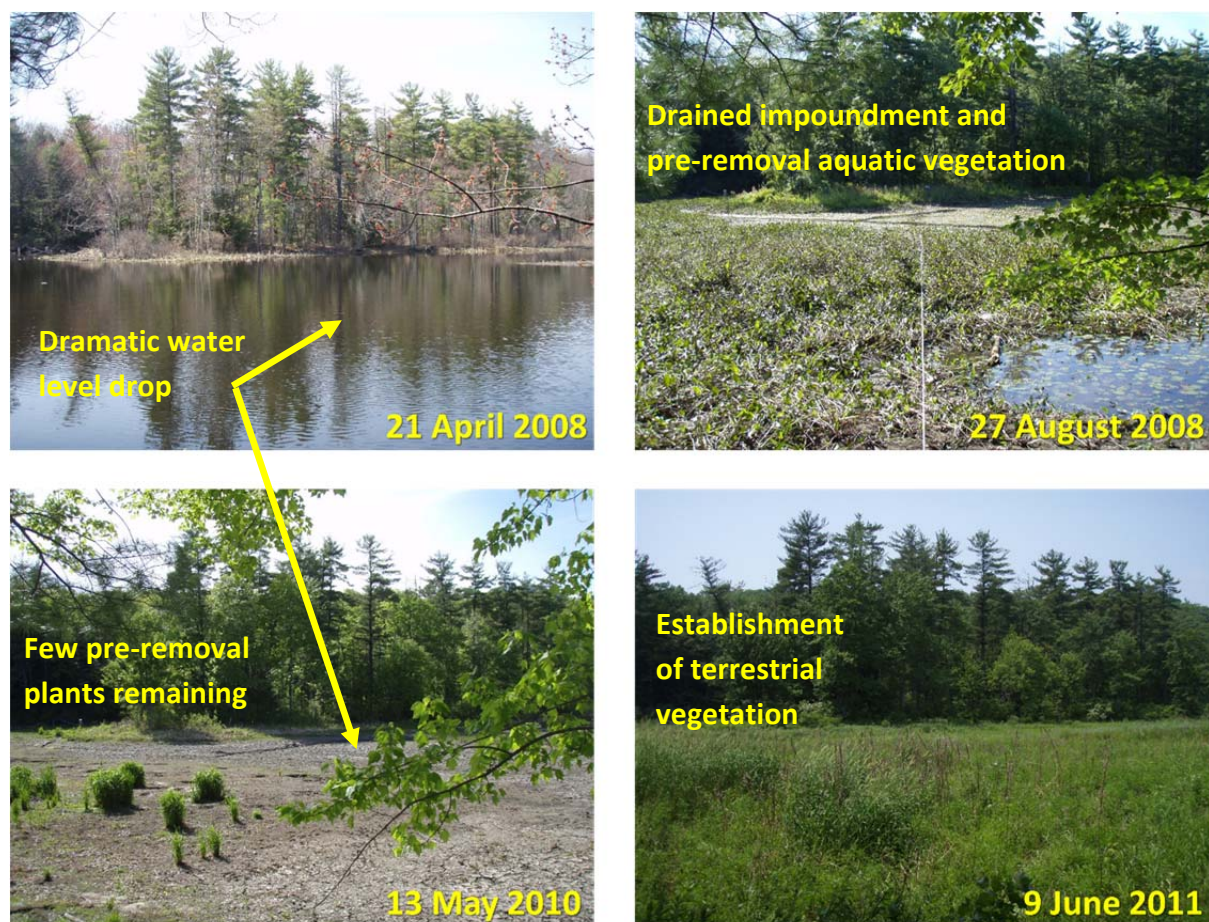 Dramatic water
level drop
21 April 2008
Drained impoundment and
pre-removal aquatic vegetation
27 August 2008
Few pre-removal
plants remaining
13 May 2010
Establishment
of terrestrial
vegetation
9 June 2011